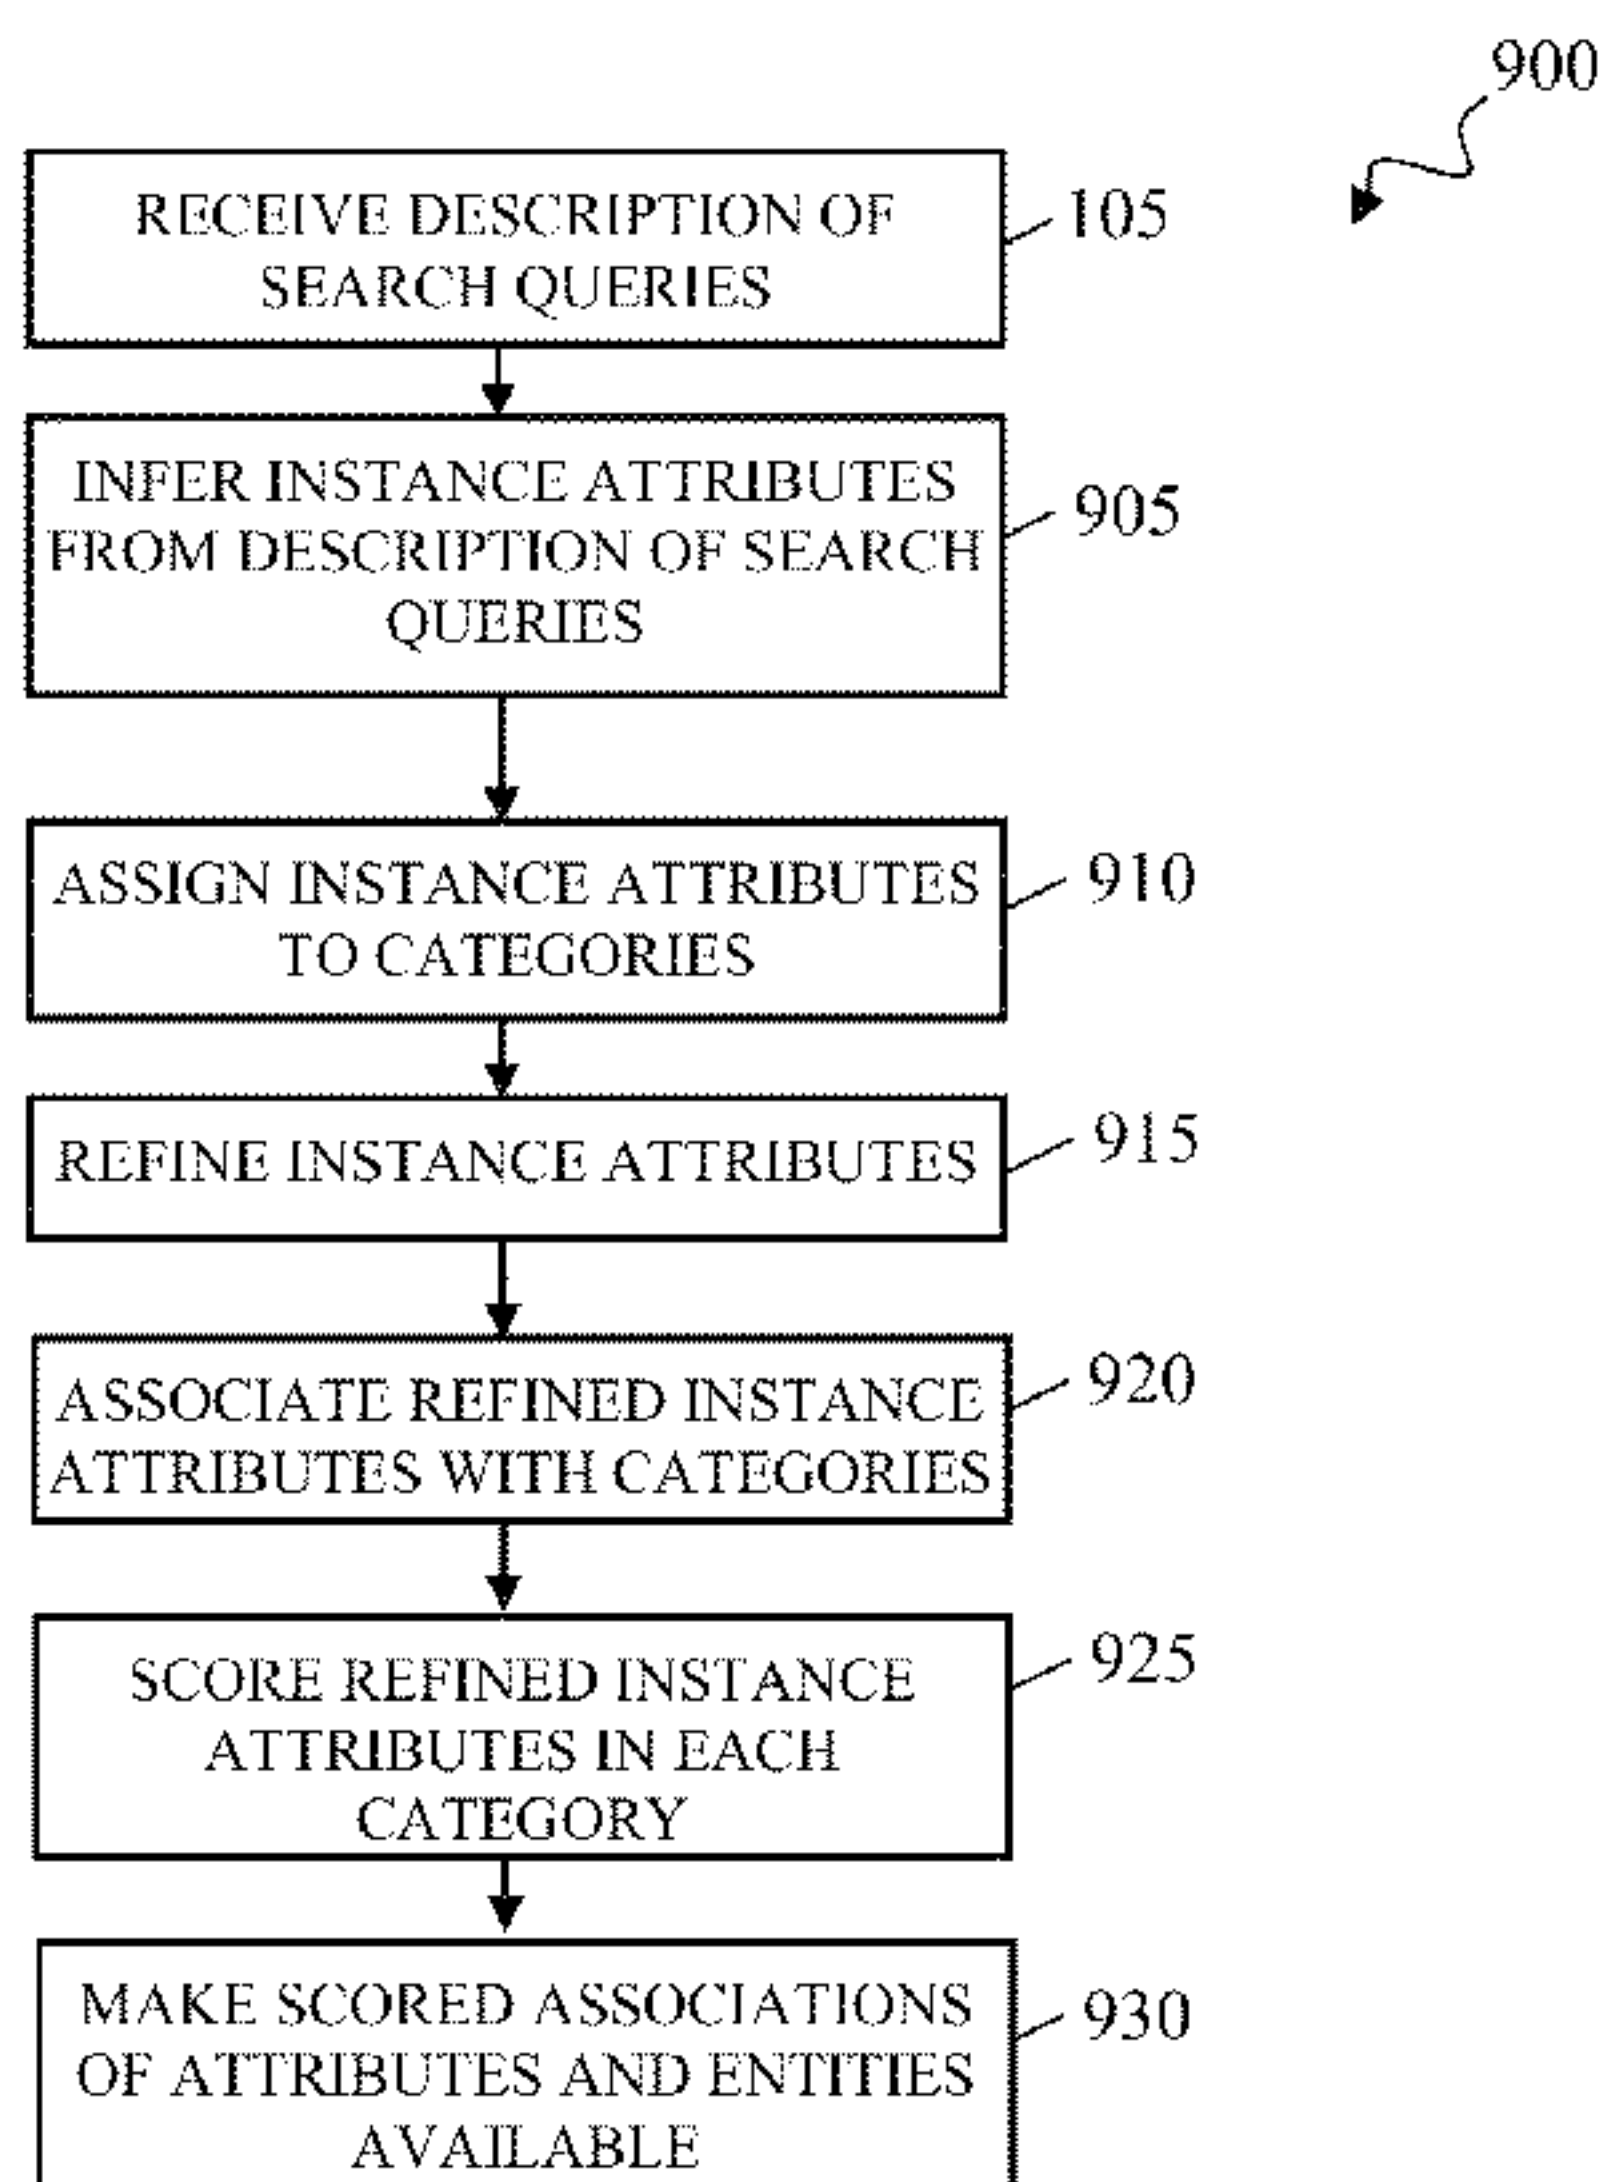 900
RECEIVE DESCRIPTION OF
SEARCH QUERIES
105
INFER INSTANCE ATTRIBUTES
FROM DESCRIPTION OF SEARCH
QUERIES
905
ASSIGN INSTANCE ATTRIBUTES
TO CATEGORIES
910
REFINE INSTANCE ATTRIBUTES
915
ASSOCIATE REFINED INSTANCE
ATTRIBUTES WITH CATEGORIES
920
SCORE REFINED INSTANCE
ATTRIBUTES IN EACH
CATEGORY
925
MAKE SCORED ASSOCIATIONS
OF ATTRIBUTES AND ENTITIES
AVAILABLE
930